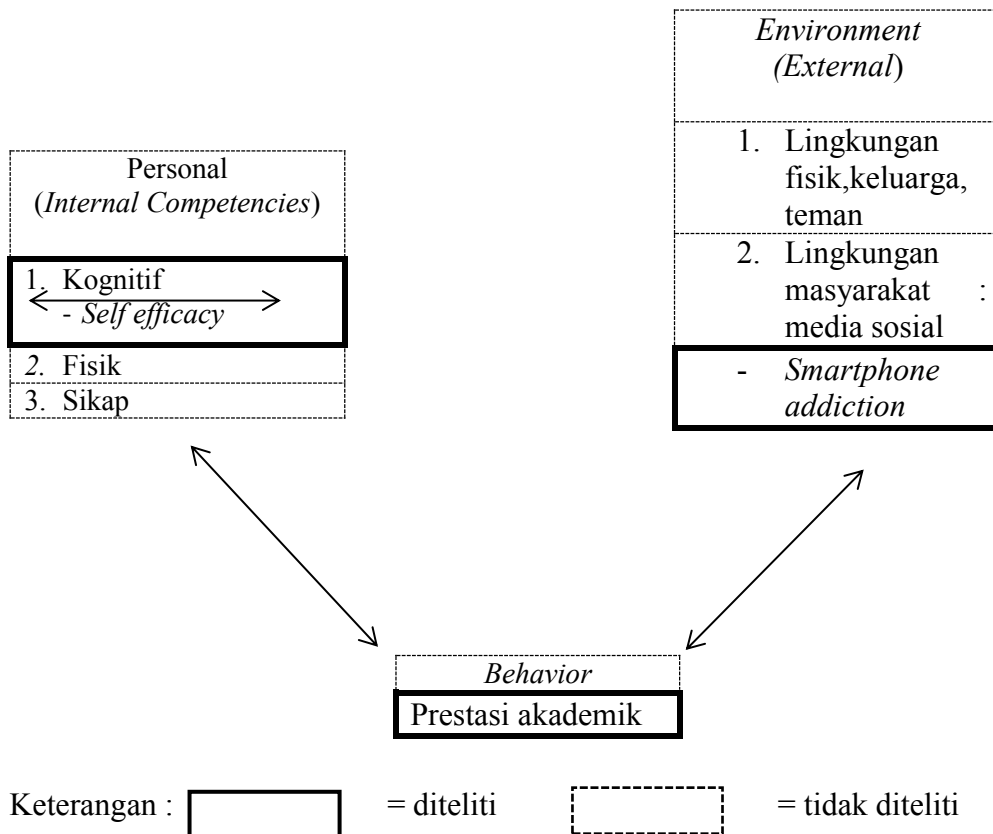 Environment
(External)
1. Lingkungan
fisik,keluarga,
teman
2. Lingkungan
masyarakat :
media sosial
- Smartphone
addiction
Personal
(Internal Competencies)
1. Kognitif
- Self efficacy
2. Fisik
3. Sikap
Behavior
Prestasi akademik
Keterangan : = diteliti = tidak diteliti